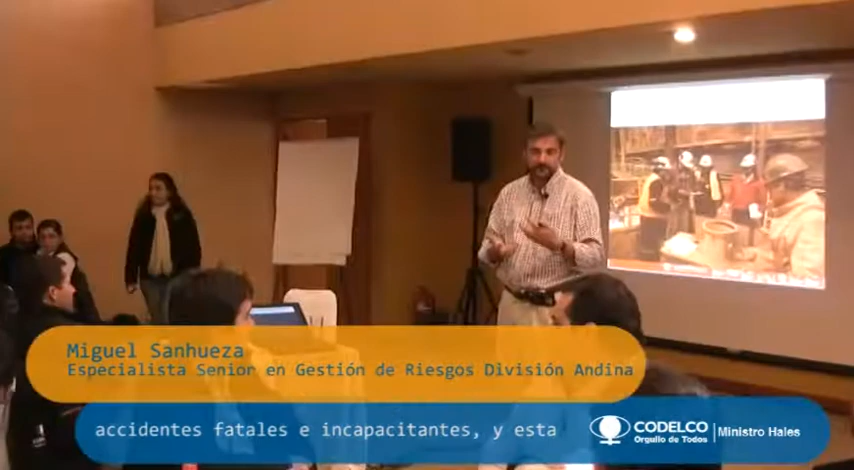 Miguel Sanhueza
Especialista Senior en Gestión de Riesgos División Andina
accidentes fatales e incapacitantes, y esta
CODELCO
Orgullo de Todos
Ministro Hales